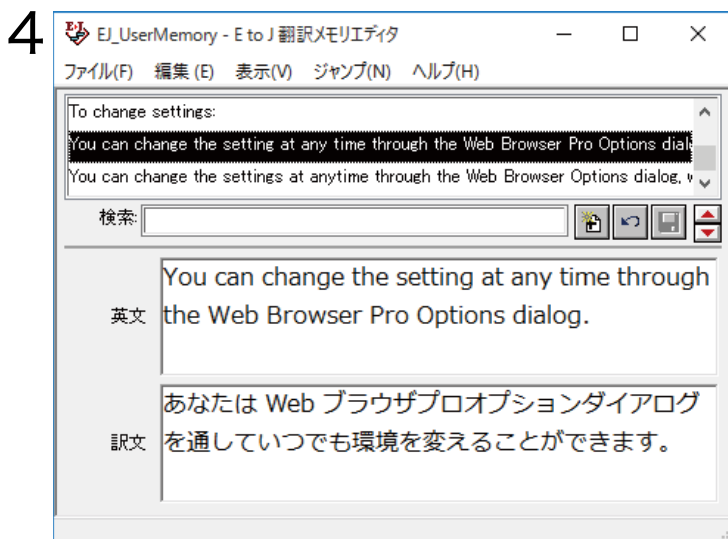 4
EJ_UserMemory - E to J 翻訳メモリエディタ
ファイル(F) 編集(E) 表示(V) ジャンプ(N) ヘルプ(H)
To change settings:
You can change the setting at any time through the Web Browser Pro Options dial
You can change the settings at anytime through the Web Browser Options dialog,
検索:
英文
You can change the setting at any time through
the Web Browser Pro Options dialog.
訳文
あなたは Web ブラウザプロオプションダイアログ
を通していつでも環境を変えることができます。